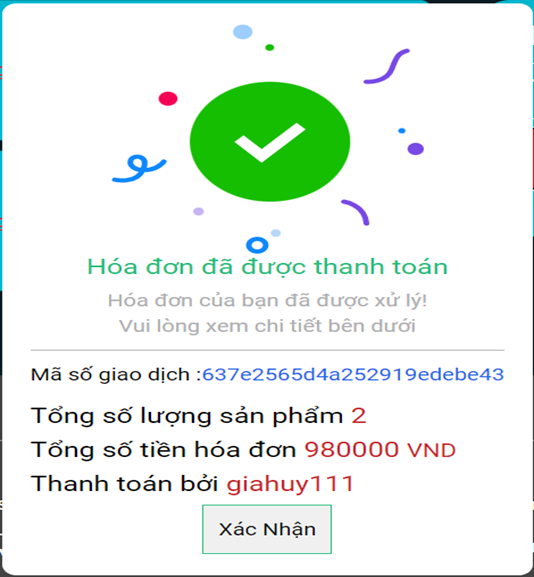 Hóa đơn đã được thanh toán
Hóa đơn của bạn đã được xử lý!
Vui lòng xem chi tiết bên dưới
Mã số giao dịch :637e2565d4a252919edebe43
Tổng số lượng sản phẩm 2
Tổng số tiền hóa đơn 980000 VND
Thanh toán bởi giahuy111
Xác Nhận